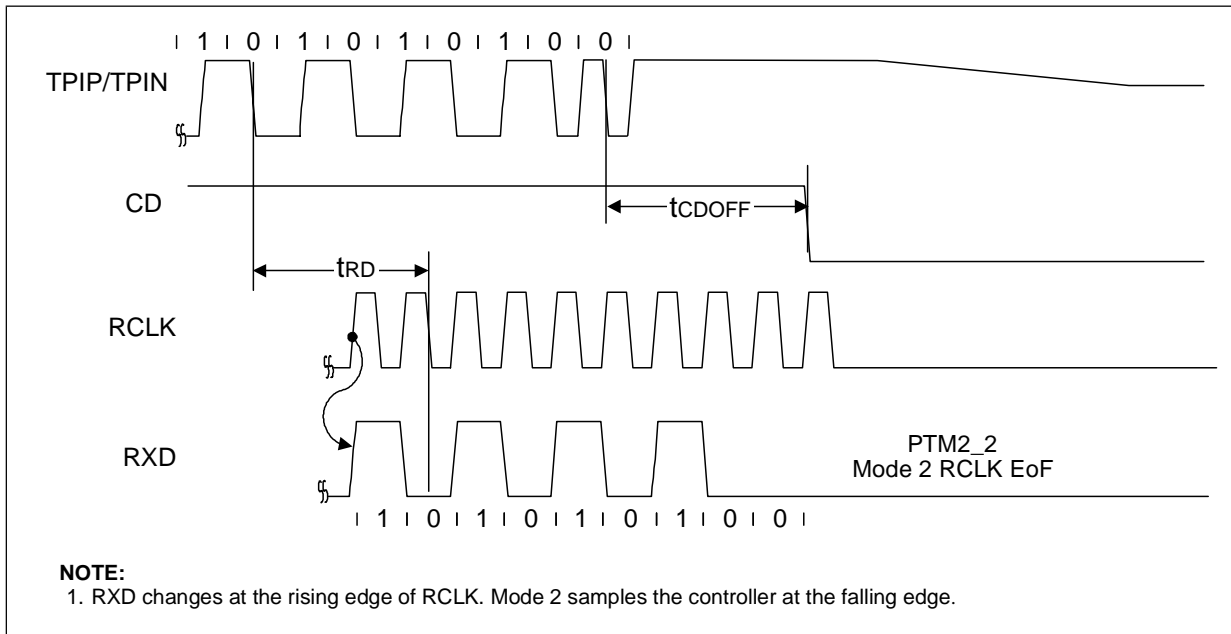 1 0 1 0 1 0 1 0 0
TPIP/TPIN
CD
tCDOFF
tRD
RCLK
RXD
PTM2_2
Mode 2 RCLK EoF
1 0 1 0 1 0 1 0 0
NOTE:
1. RXD changes at the rising edge of RCLK. Mode 2 samples the controller at the falling edge.